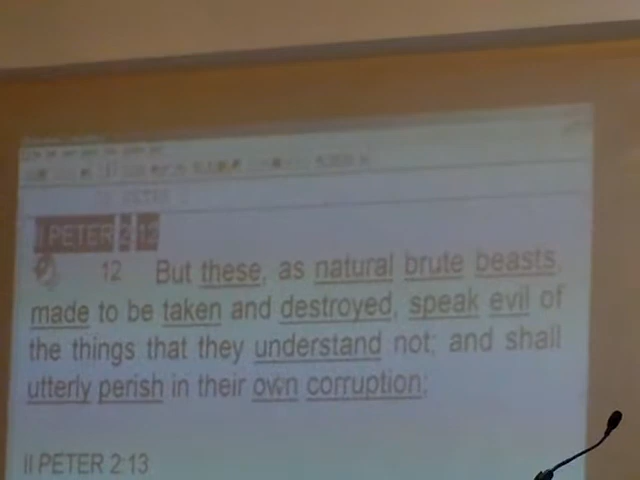 II PETER 2 12
12 But these, as natural brute beasts,
made to be taken and destroyed, speak evil of
the things that they understand not; and shall
utterly perish in their own corruption;
II PETER 2:13